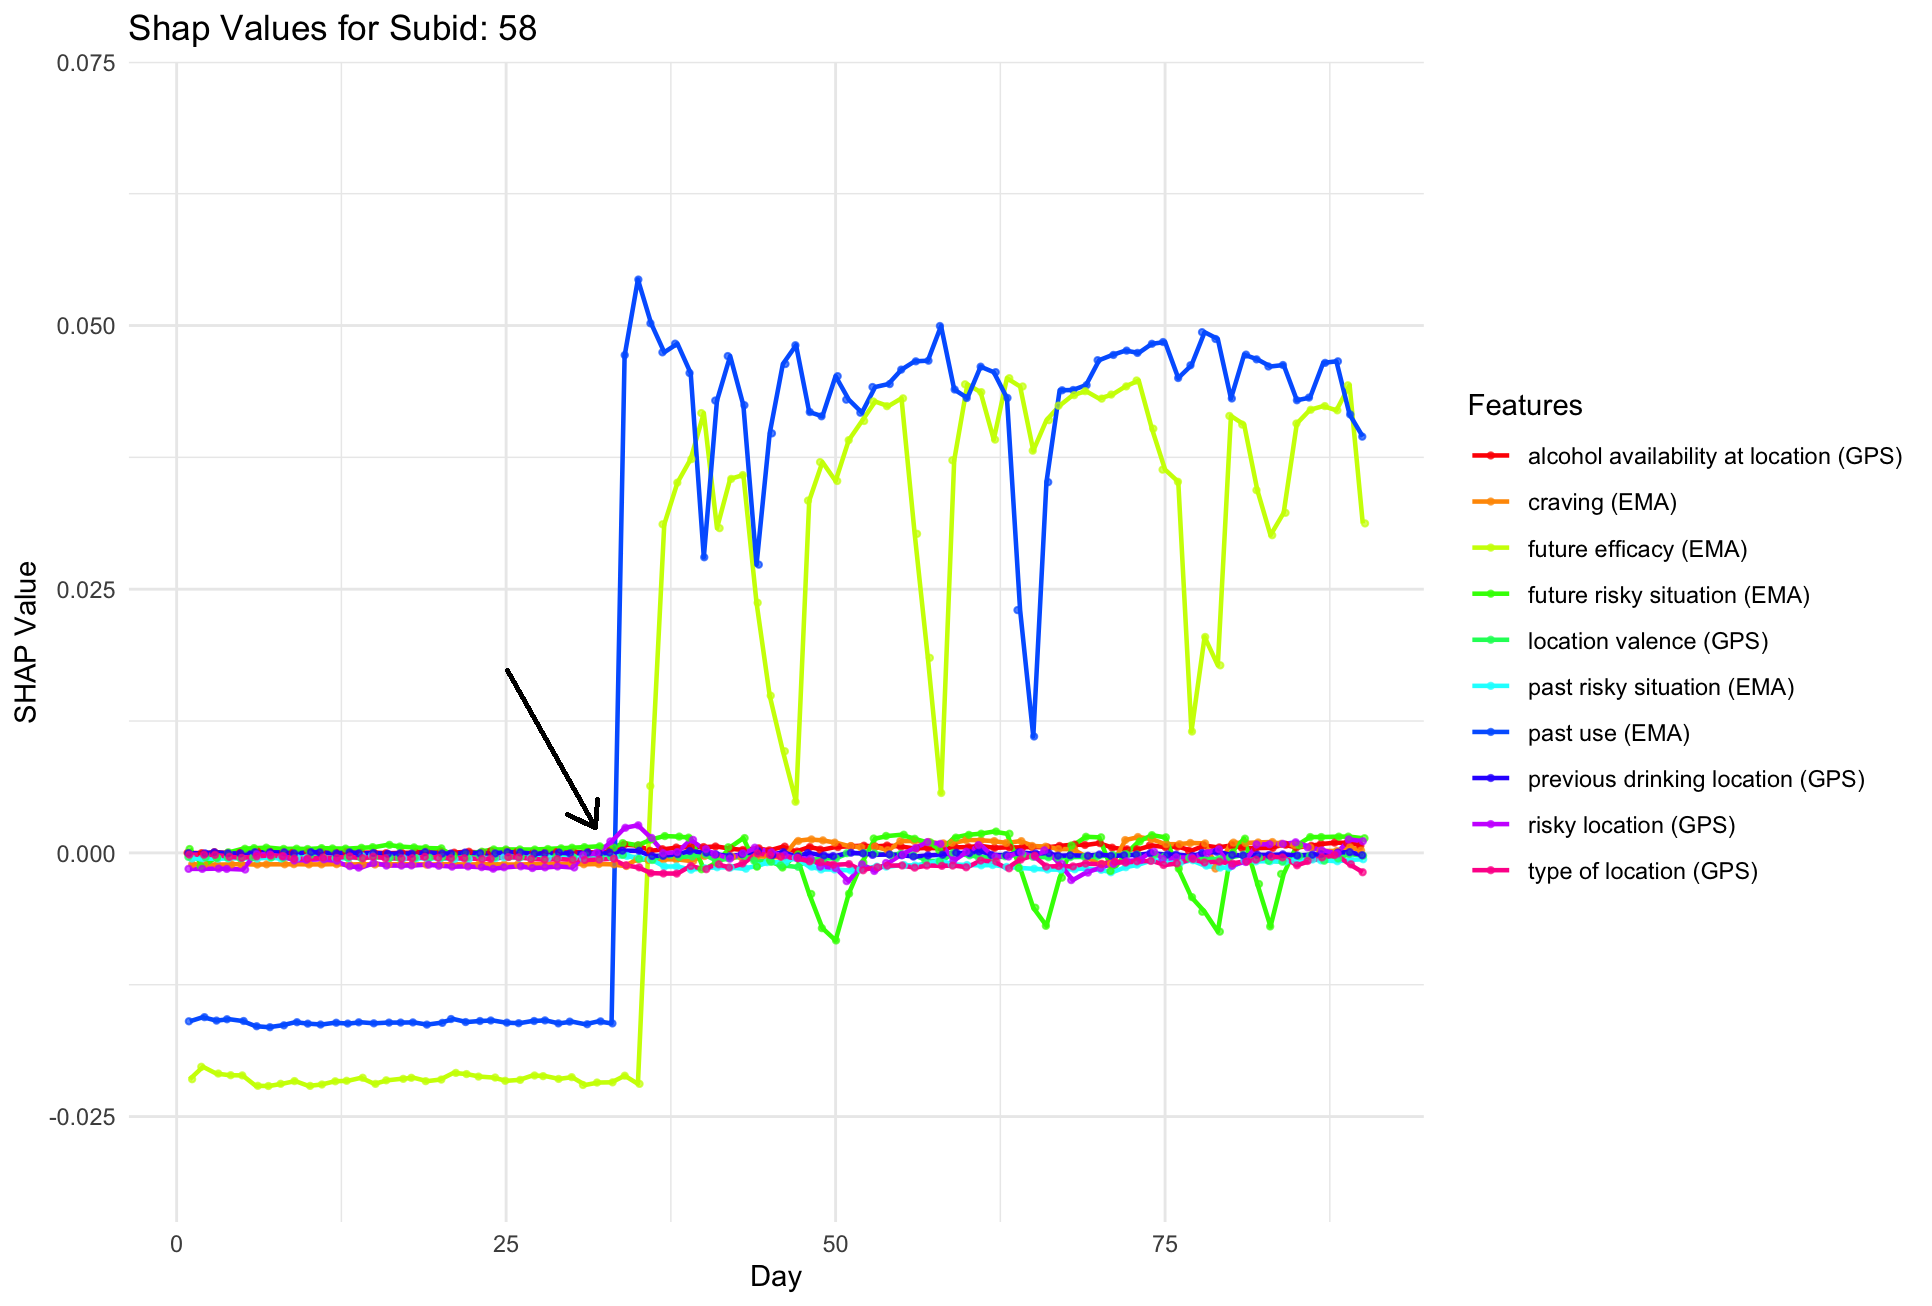 Shap Values for Subid: 58
0.075
0.050
0.025
0.000
-0.025
SHAP Value
0
25
50
75
Day
Features
alcohol availability at location (GPS)
craving (EMA)
future efficacy (EMA)
future risky situation (EMA)
location valence (GPS)
past risky situation (EMA)
past use (EMA)
previous drinking location (GPS)
risky location (GPS)
type of location (GPS)